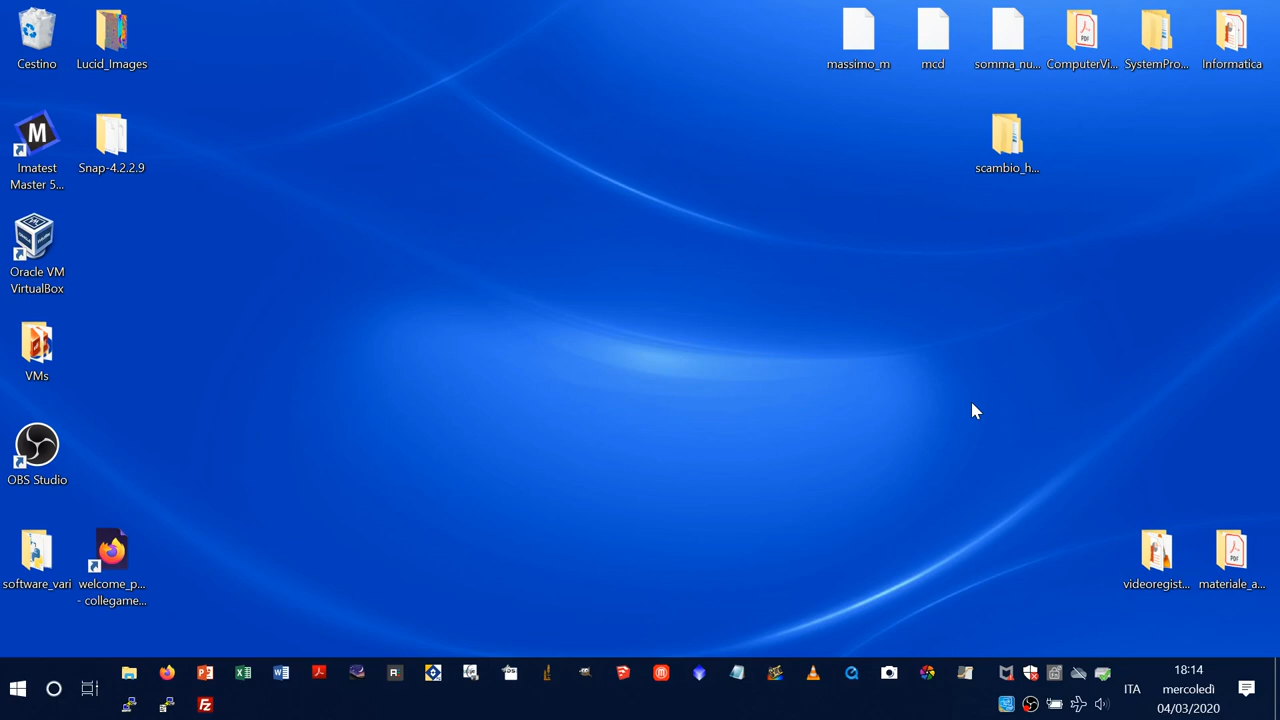 Cestino
Lucid_Images
massimo_m
mcd
somma_nu...
ComputerVi...
SystemPro...
Informatica
Imatest
Master 5...
Snap-4.2.2.9
scambio_h...
Oracle VM
VirtualBox
VMs
OBS Studio
software_vari
welcome_p...
- collegame...
videoregist...
materiale_a...
18:14
ITA
mercoledì
04/03/2020